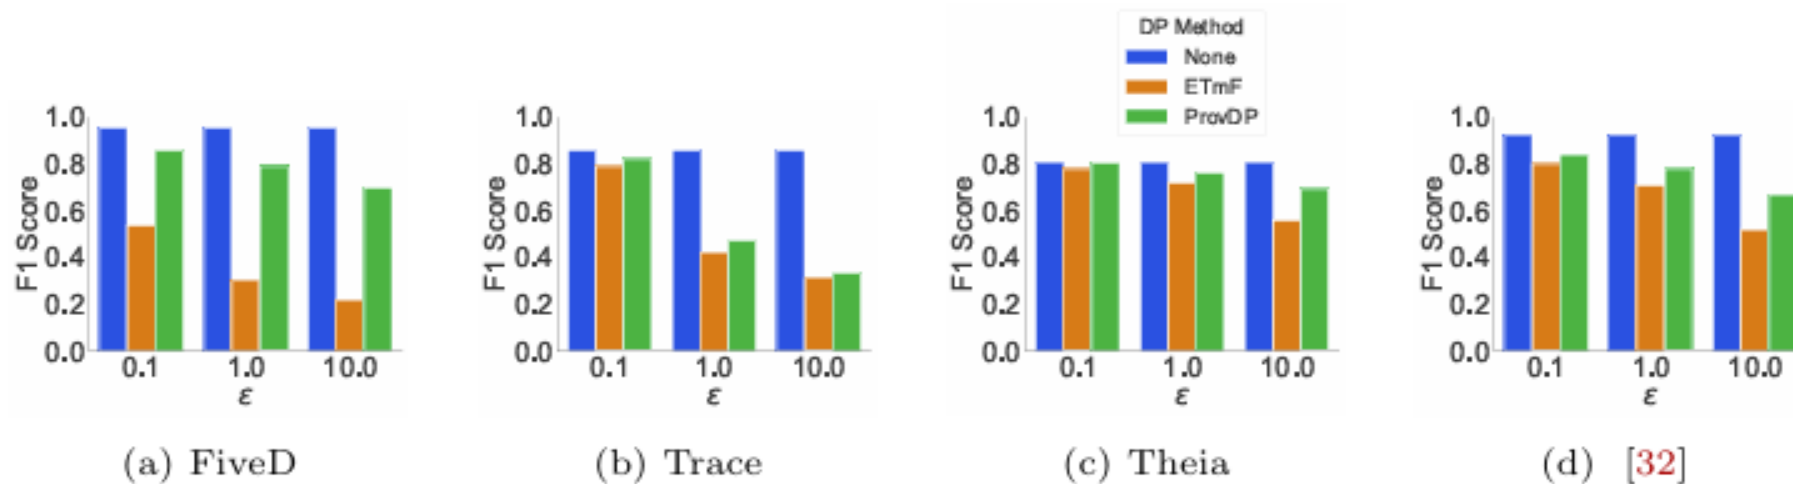 DP Method
None
ETmF
ProvDP
F1 Score
1.0
0.8
0.6
0.4
0.2
0.0
0.1 1.0 10.0
ε
(a) FiveD
F1 Score
1.0
0.8
0.6
0.4
0.2
0.0
0.1 1.0 10.0
ε
(b) Trace
F1 Score
1.0
0.8
0.6
0.4
0.2
0.0
0.1 1.0 10.0
ε
(c) Theia
F1 Score
1.0
0.8
0.6
0.4
0.2
0.0
0.1 1.0 10.0
ε
(d) [32]